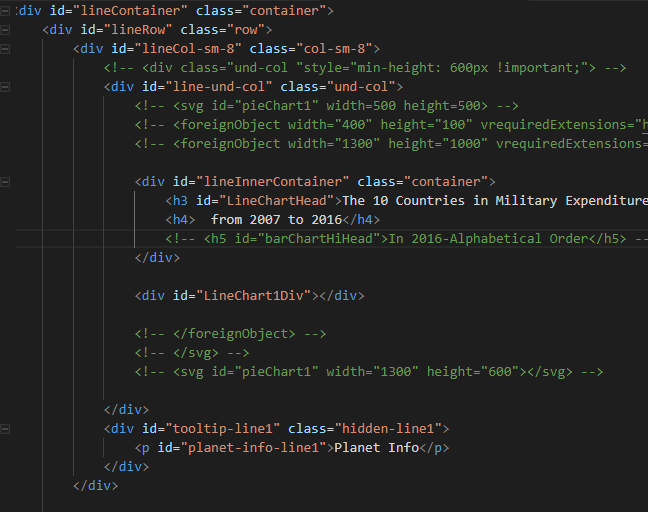 div id="lineContainer" class="container">
<div id="lineRow" class="row">
<div id="lineCol-sm-8" class="col-sm-8">
<!-- <div class="und-col "style="min-height: 600px !important;"> -->
<div id="line-und-col" class="und-col">
<!-- <svg id="pieChart1" width=500 height=500> -->
<!-- <foreignObject width="400" height="100" vrequiredExtensions="h
<!-- <foreignObject width="1300" height="1000" vrequiredExtensions=
<div id="lineInnerContainer" class="container">
<h3 id="LineChartHead">The 10 Countries in Military Expenditure
<h4>  from 2007 to 2016</h4>
<!-- <h5 id="barChartHiHead">In 2016-Alphabetical Order</h5> --
</div>
<div id="LineChart1Div"></div>
<!-- </foreignObject> -->
<!-- </svg> -->
<!-- <svg id="pieChart1" width="1300" height="600"></svg> -->
</div>
<div id="tooltip-line1" class="hidden-line1">
<p id="planet-info-line1">Planet Info</p>
</div>
</div>